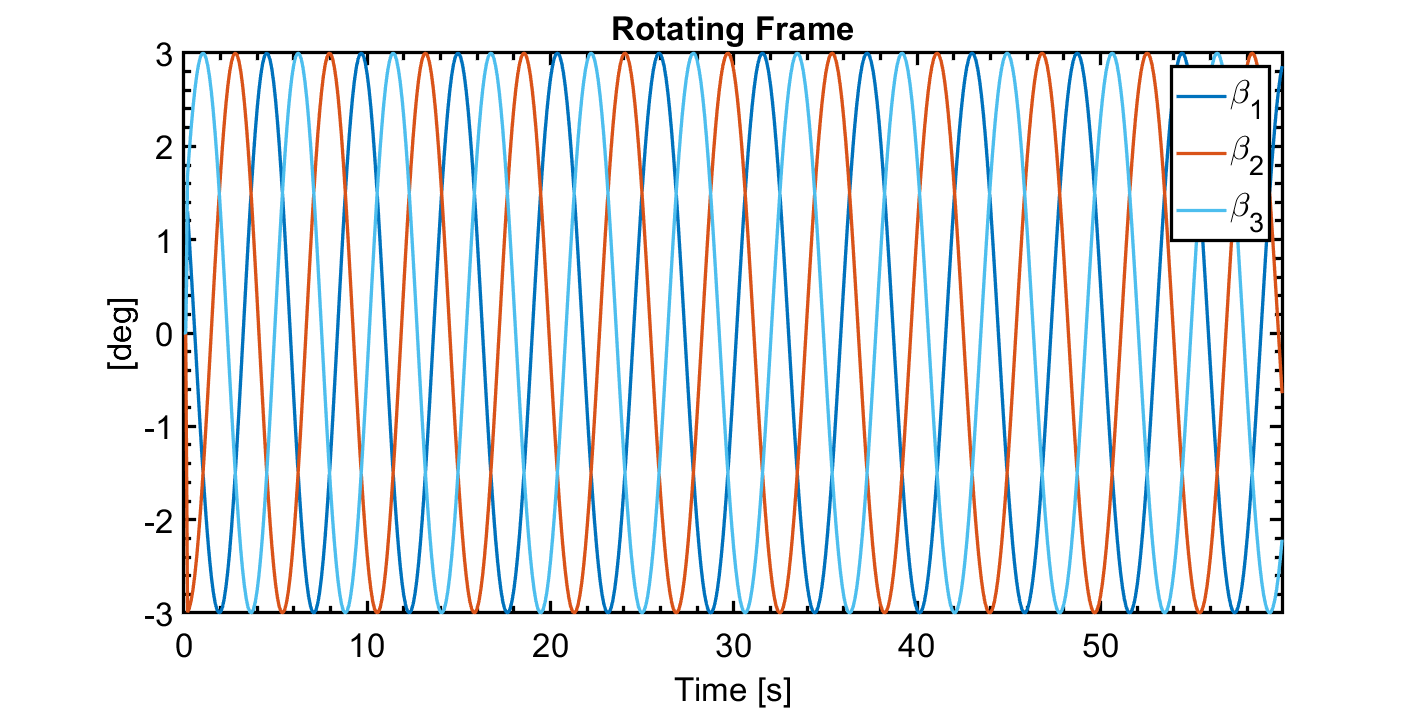 Rotating Frame
3
2
1
0
-1
-2
-3
[deg]
β1
β2
β3
0 10 20 30 40 50
Time [s]